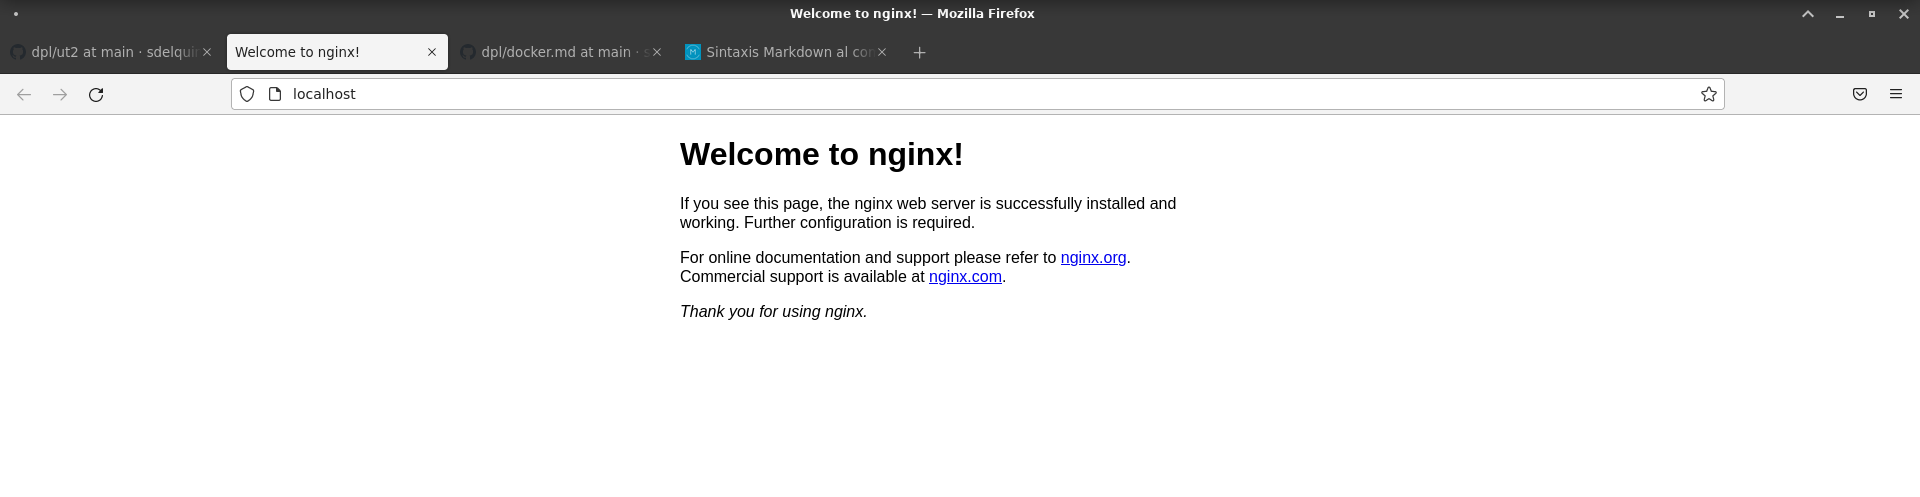 Welcome to nginx! — Mozilla Firefox
dpl/ut2 at main · sdelqui
Welcome to nginx!
dpl/docker.md at main · s
Sintaxis Markdown al co
localhost
Welcome to nginx!
If you see this page, the nginx web server is successfully installed and
working. Further configuration is required.
For online documentation and support please refer to nginx.org.
Commercial support is available at nginx.com.
Thank you for using nginx.